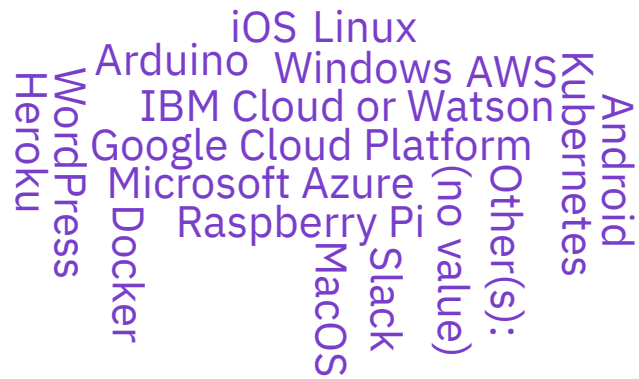 iOS
Linux
Arduino
Windows
AWS
IBM Cloud or Watson
Google Cloud Platform
Microsoft Azure
Raspberry Pi
Heroku
WordPress
Docker
MacOS
Slack
(no value)
Other(s):
Kubernetes
Android